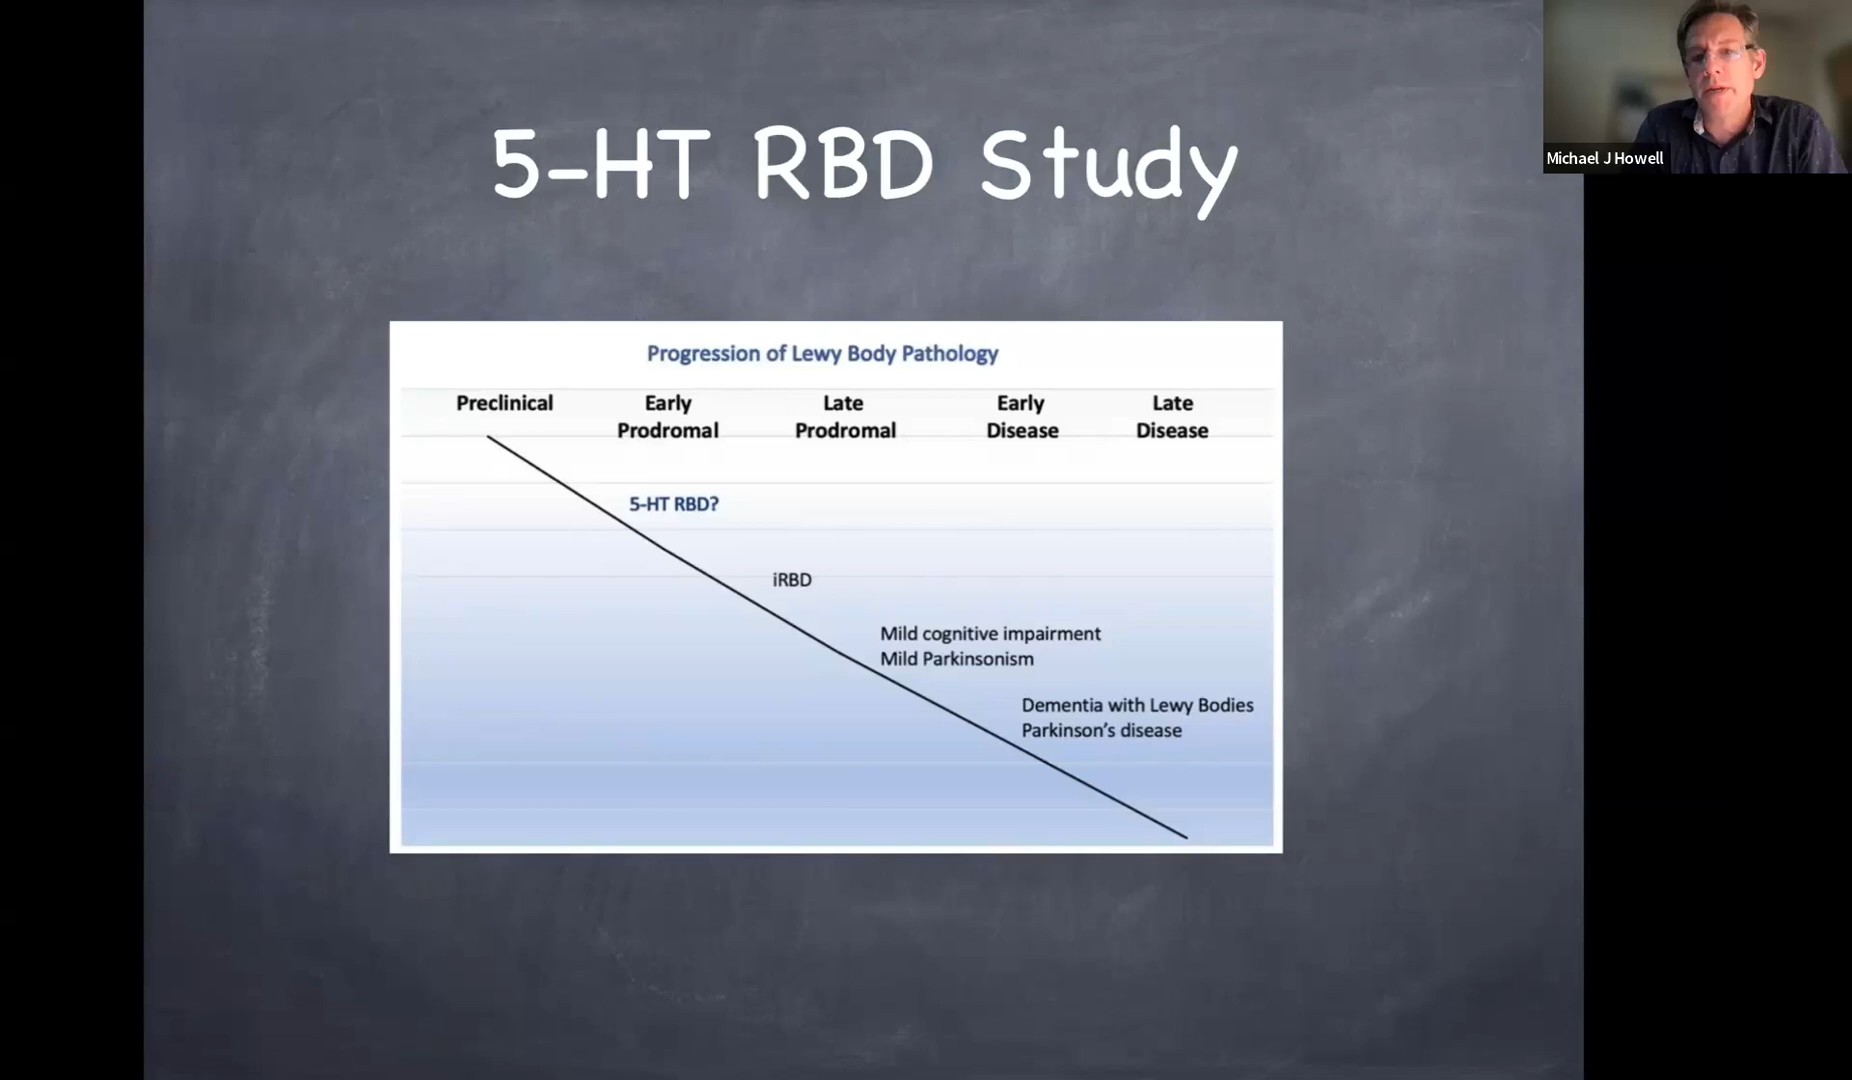 5-HT RBD Study
Michael J Howell
Progression of Lewy Body Pathology
Preclinical
Early
Prodromal
Late
Prodromal
Early
Disease
Late
Disease
5-HT RBD?
iRBD
Mild cognitive impairment
Mild Parkinsonism
Dementia with Lewy Bodies
Parkinson’s disease